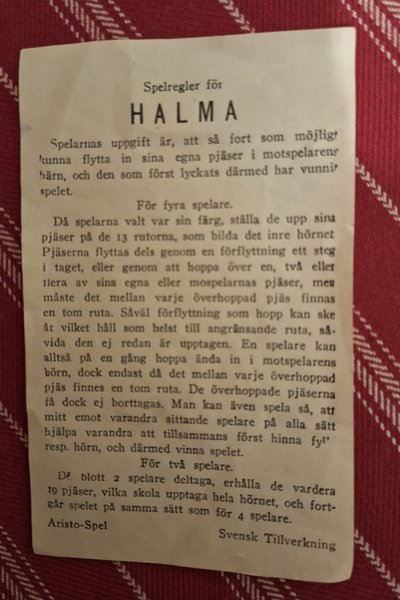 Spelregler för
HALMA
Spelarnas uppgift är, att så fort som möjligt
kunna flytta in sina egna pjäser i motspelarens
hörn, och den som först lyckats därmed har vunnit
spelet.
För fyra spelare.
Då spelarna valt var sin färg, ställa de upp sina
pjäser på de 13 rutorna, som bilda det inre hörnet
Pjäserna flyttas dels genom en förflyttning ett steg
i taget, eller genom att hoppa över en, två eller
flera av sina egna eller mospelarnas pjäser, men
måste det mellan varje överhoppad pjäs finnas
en tom ruta. Såväl förflyttning som hopp kan ske
åt vilket håll som helst till angränsande ruta, så-
vida den ej redan är upptagen. En spelare kan
alltså på en gång hoppa ända in i motspelarens
hörn, dock endast då det mellan varje överhoppad
pjäs finnes en tom ruta. De överhoppade pjäserna
få dock ej borttagas. Man kan även spela så, att
mitt emot varandra sittande spelare på alla sätt
hjälpa varandra att tillsammans först hinna fyl'
resp. hörn, och därmed vinna spelet.
För två spelare.
Då blott 2 spelare deltaga, erhålla de vardera
19 pjäser, vilka skola upptaga hela hörnet, och fort-
går spelet på samma sätt som för 4 spelare.
Aristo-Spel
Svensk Tillverkning